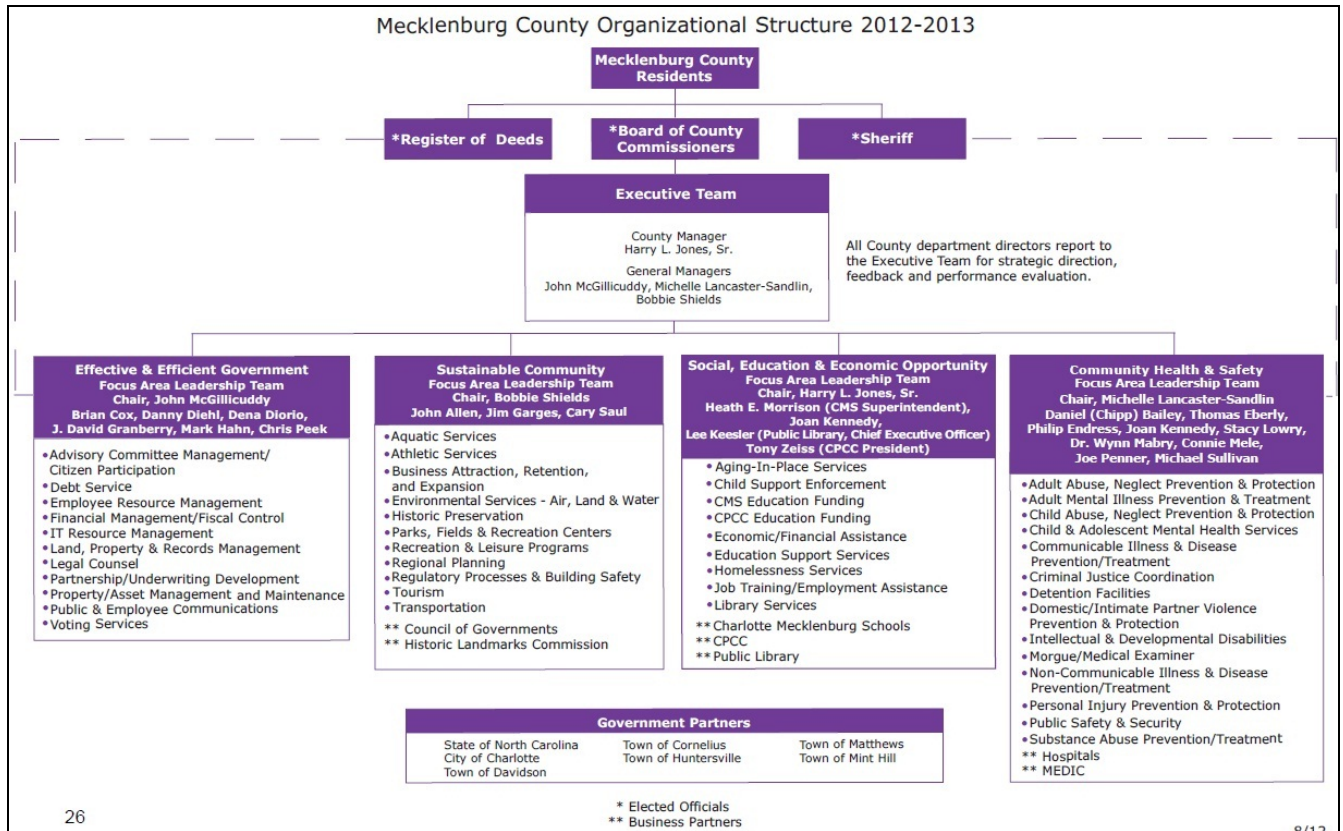 Mecklenburg County Organizational Structure 2012-2013
Mecklenburg County
Residents
*Register of Deeds
*Board of County
Commissioners
*Sheriff
Executive Team
County Manager
Harry L. Jones, Sr.
General Managers
John McGillicuddy, Michelle Lancaster-Sandlin,
Bobbie Shields
All County department directors report to
the Executive Team for strategic direction,
feedback and performance evaluation.
Effective & Efficient Government
Focus Area Leadership Team
Chair, John McGillicuddy
Brian Cox, Danny Diehl, Dena Diorio,
J. David Granberry, Mark Hahn, Chris Peek
• Advisory Committee Management/
Citizen Participation
• Debt Service
• Employee Resource Management
• Financial Management/Fiscal Control
• IT Resource Management
• Land, Property & Records Management
• Legal Counsel
• Partnership/Underwriting Development
• Property/Asset Management and Maintenance
• Public & Employee Communications
• Voting Services
Sustainable Community
Focus Area Leadership Team
Chair, Bobbie Shields
John Allen, Jim Garges, Cary Saul
• Aquatic Services
• Athletic Services
• Business Attraction, Retention,
and Expansion
• Environmental Services - Air, Land & Water
• Historic Preservation
• Parks, Fields & Recreation Centers
• Recreation & Leisure Programs
• Regional Planning
• Regulatory Processes & Building Safety
• Tourism
• Transportation
** Council of Governments
** Historic Landmarks Commission
Social, Education & Economic Opportunity
Focus Area Leadership Team
Chair, Harry L. Jones, Sr.
Heath E. Morrison (CMS Superintendent),
Joan Kennedy,
Lee Keesler (Public Library, Chief Executive Officer)
Tony Zeiss (CPCC President)
• Aging-In-Place Services
• Child Support Enforcement
• CMS Education Funding
• CPCC Education Funding
• Economic/Financial Assistance
• Education Support Services
• Homelessness Services
• Job Training/Employment Assistance
• Library Services
** Charlotte Mecklenburg Schools
** CPCC
** Public Library
Community Health & Safety
Focus Area Leadership Team
Chair, Michelle Lancaster-Sandlin
Daniel (Chipp) Bailey, Thomas Eberly,
Philip Endress, Joan Kennedy, Stacy Lowry,
Dr. Wynn Mabry, Connie Mele,
Joe Penner, Michael Sullivan
• Adult Abuse, Neglect Prevention & Protection
• Adult Mental Illness Prevention & Treatment
• Child Abuse, Neglect Prevention & Protection
• Child & Adolescent Mental Health Services
• Communicable Illness & Disease
Prevention/Treatment
• Criminal Justice Coordination
• Detention Facilities
• Domestic/Intimate Partner Violence
Prevention & Protection
• Intellectual & Developmental Disabilities
• Morgue/Medical Examiner
• Non-Communicable Illness & Disease
Prevention/Treatment
• Personal Injury Prevention & Protection
• Public Safety & Security
• Substance Abuse Prevention/Treatment
** Hospitals
** MEDIC
Government Partners
State of North Carolina
City of Charlotte
Town of Davidson
Town of Cornelius
Town of Huntersville
Town of Matthews
Town of Mint Hill
* Elected Officials
** Business Partners
26